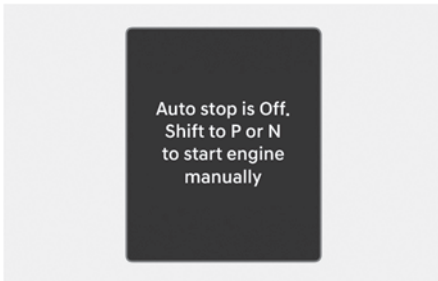 Auto stop is Off.
Shift to P or N
to start engine
manually